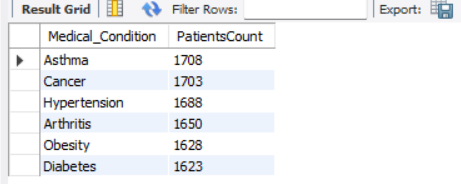 Result Grid Filter Rows: Export:
Medical_Condition PatientsCount
Asthma 1708
Cancer 1703
Hypertension 1688
Arthritis 1650
Obesity 1628
Diabetes 1623